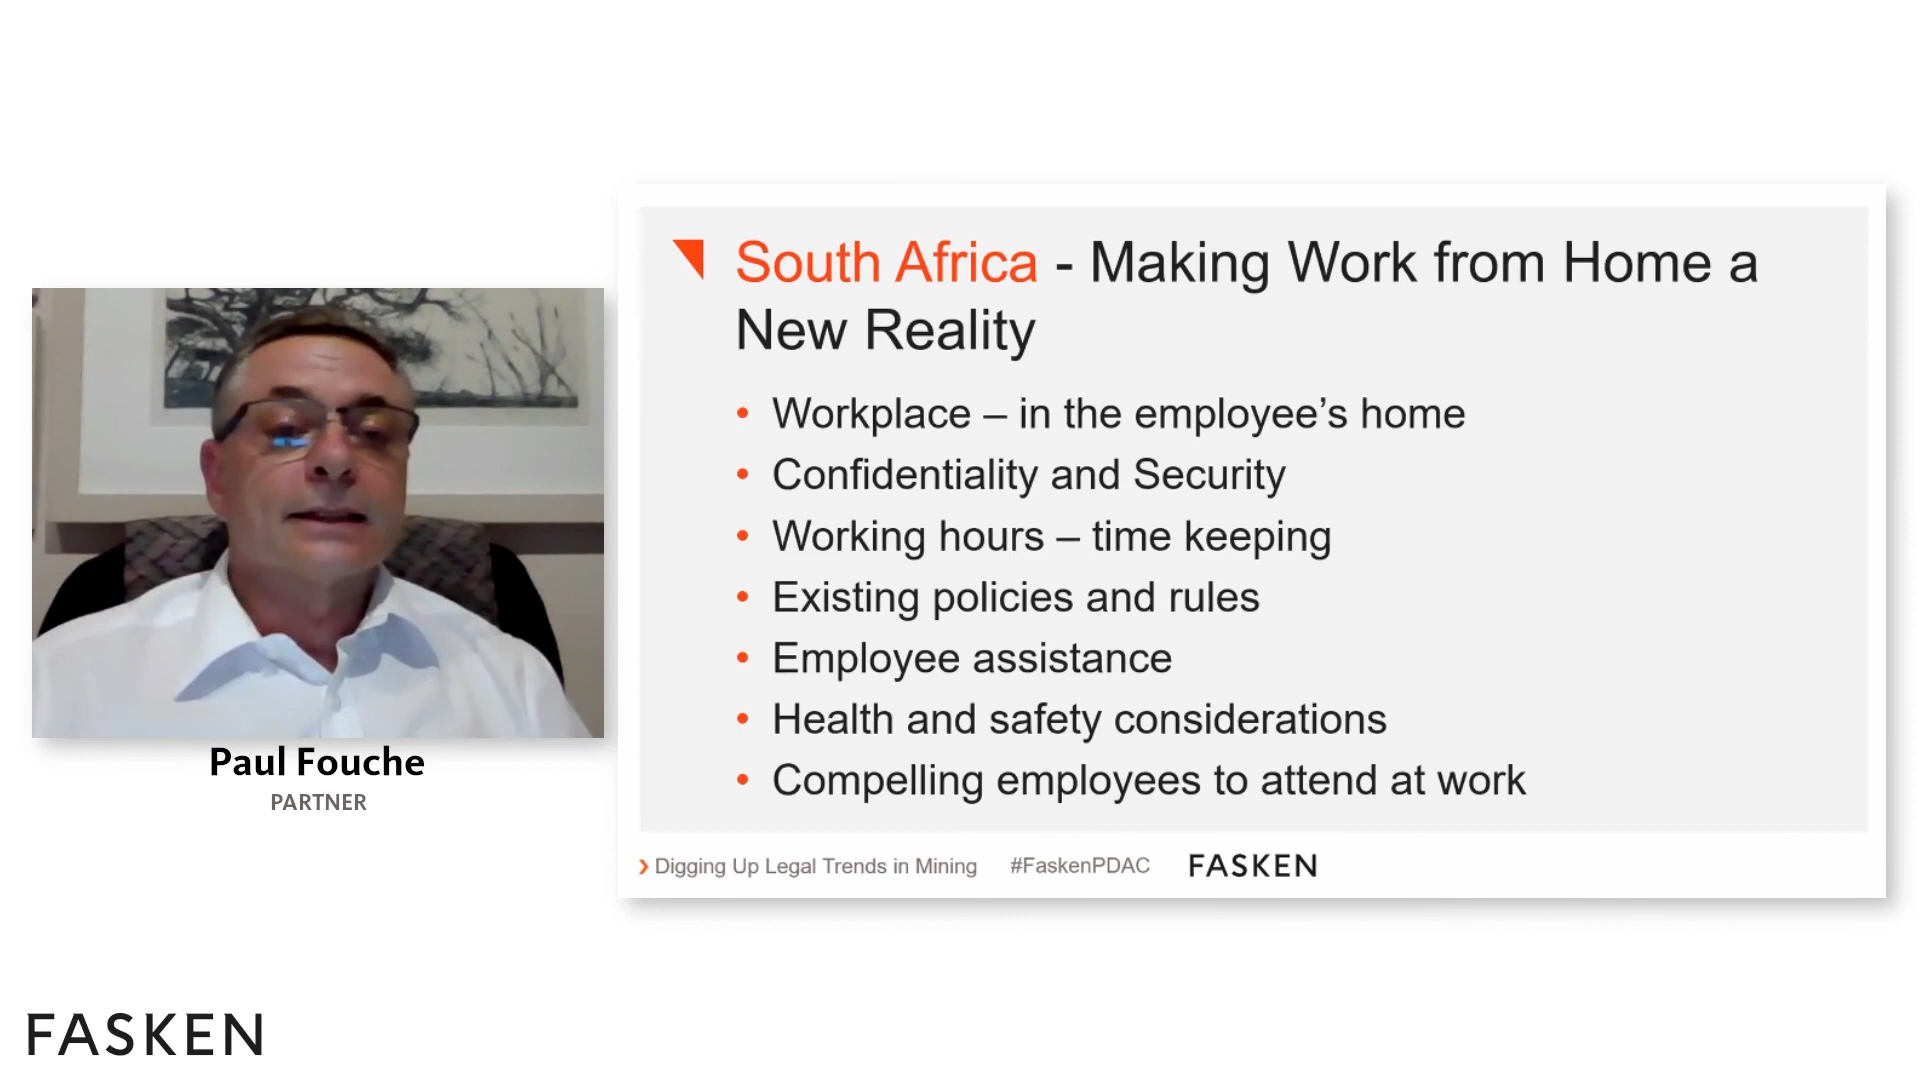 South Africa - Making Work from Home a
New Reality
• Workplace – in the employee’s home
• Confidentiality and Security
• Working hours – time keeping
• Existing policies and rules
• Employee assistance
• Health and safety considerations
• Compelling employees to attend at work
Paul Fouche
PARTNER
Digging Up Legal Trends in Mining #FaskenPDAC FASKEN
FASKEN